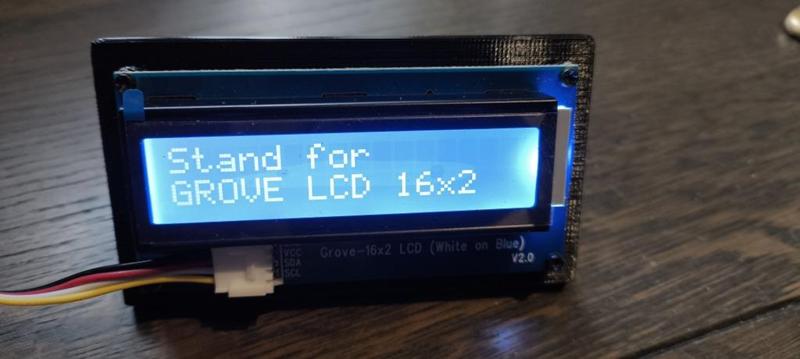 Stand for
GROVE LCD 16x2
VCC
SDA
SCL
Grove-16x2 LCD (White on Blue)
V2.0